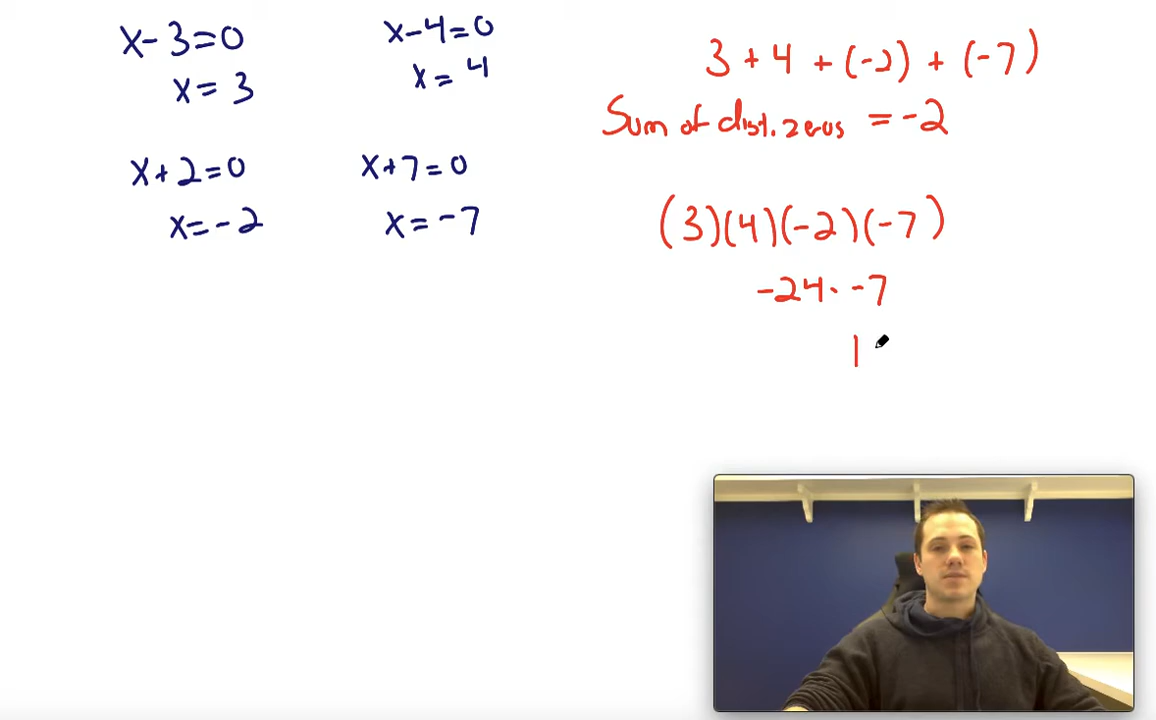 x-3=0
x=3
x-4=0
x=4
x+2=0
x=-2
x+7=0
x=-7
3+4+(-2)+(-7)
Sum of dist. zeros = -2
(3)(4)(-2)(-7)
-24·-7
1